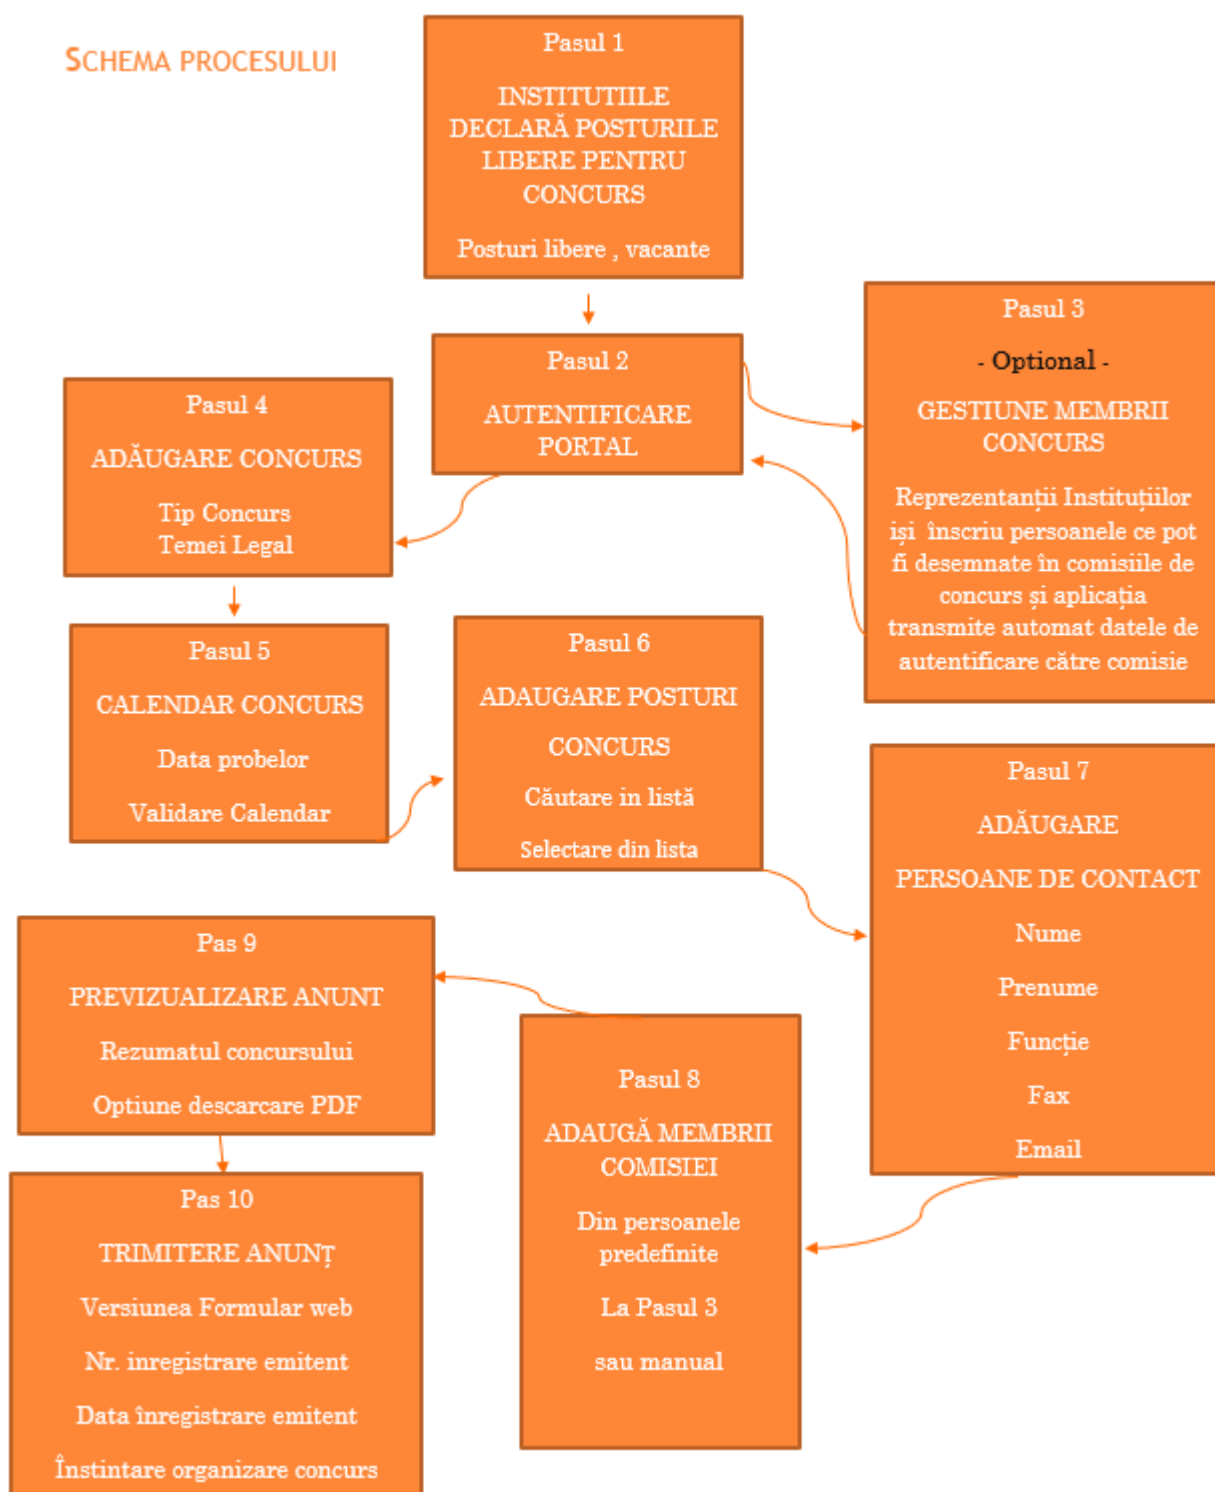 SCHEMA PROCESULUI
Pasul 1
INSTITUTIILE
DECLARĂ POSTURILE
LIBERE PENTRU
CONCURS
Posturi libere , vacante
Pasul 2
AUTENTIFICARE
PORTAL
Pasul 3
- Optional -
GESTIUNE MEMBRII
CONCURS
Reprezentanții Instituțiilor
iși înscriu persoanele ce pot
fi desemnate în comisiile de
concurs și aplicația
transmite automat datele de
autentificare către comisie
Pasul 4
ADĂUGARE CONCURS
Tip Concurs
Temei Legal
Pasul 5
CALENDAR CONCURS
Data probelor
Validare Calendar
Pasul 6
ADAUGARE POSTURI
CONCURS
Căutare in listă
Selectare din lista
Pasul 7
ADĂUGARE
PERSOANE DE CONTACT
Nume
Prenume
Funcție
Fax
Email
Pasul 8
ADAUGĂ MEMBRII
COMISIEI
Din persoanele
predefinite
La Pasul 3
sau manual
Pas 9
PREVIZUALIZARE ANUNT
Rezumatul concursului
Optiune descarcare PDF
Pas 10
TRIMITERE ANUNȚ
Versiunea Formular web
Nr. inregistrare emitent
Data înregistrare emitent
Înstintare organizare concurs